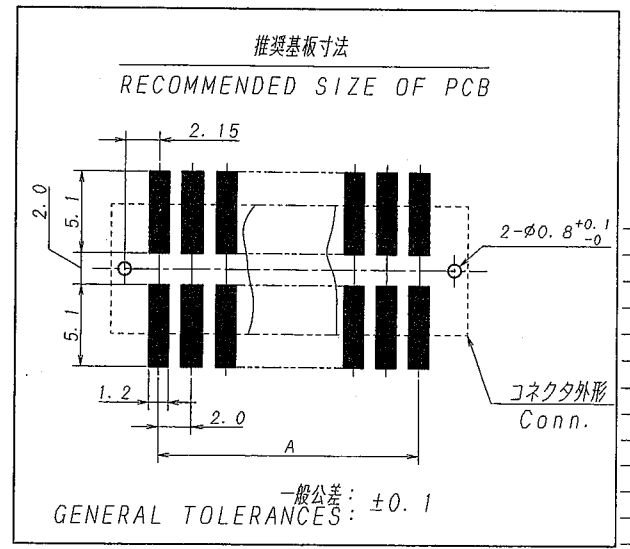 推奨基板寸法
RECOMMENDED SIZE OF PCB
2.15
2.0
5.1
2-Φ0.8 +0.1 -0
5.1
1.2
2.0
コネクタ外形
Conn.
A
一般公差:
GENERAL TOLERANCES: ±0.1